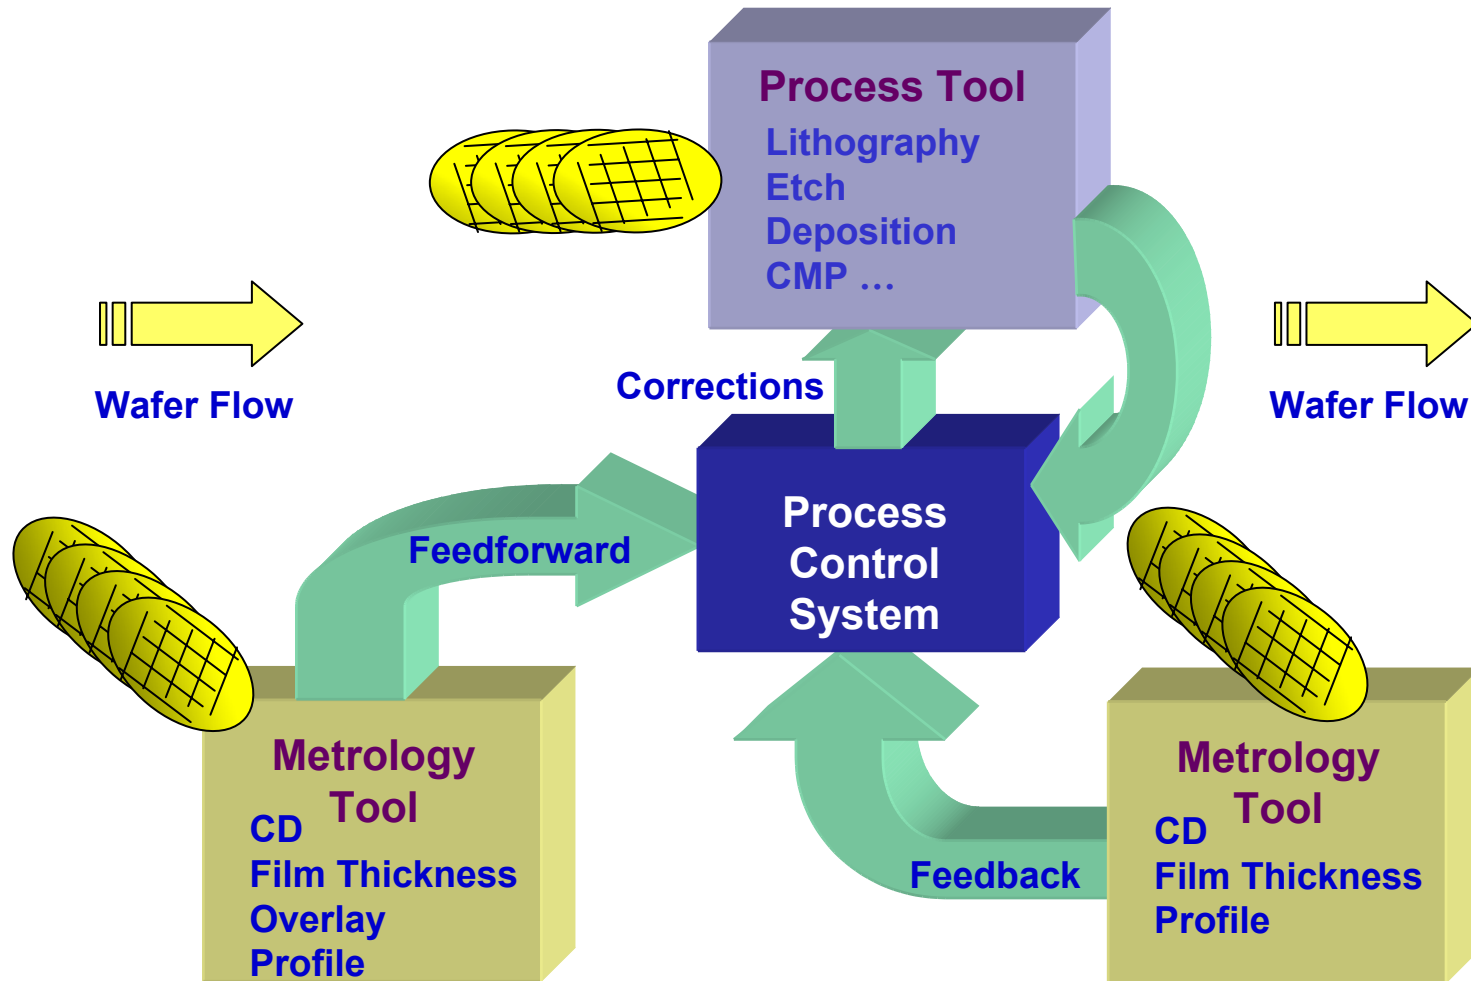 Process Tool
Lithography
Etch
Deposition
CMP …
Wafer Flow
Corrections
Wafer Flow
Feedforward
Process
Control
System
Metrology
Tool
CD
Film Thickness
Overlay
Profile
Feedback
Metrology
Tool
CD
Film Thickness
Profile